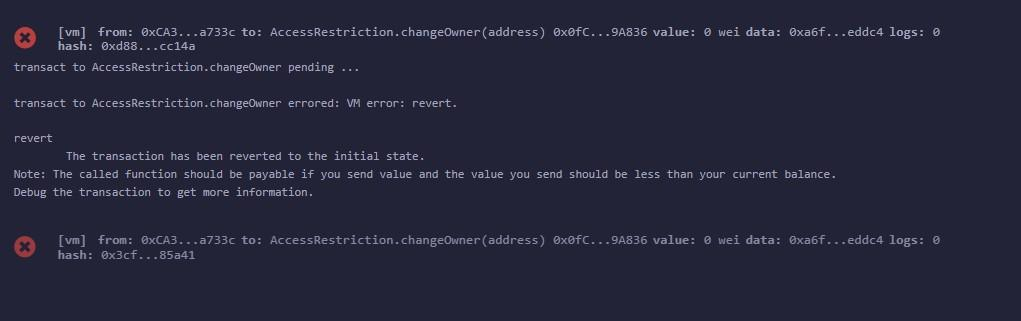 [vm] from: 0xCA3...a733c to: AccessRestriction.changeOwner(address) 0x0fC...9A836 value: 0 wei data: 0xa6f...eddc4 logs: 0
hash: 0xd88...cc14a
transact to AccessRestriction.changeOwner pending ...
transact to AccessRestriction.changeOwner errored: VM error: revert.
revert
The transaction has been reverted to the initial state.
Note: The called function should be payable if you send value and the value you send should be less than your current balance.
Debug the transaction to get more information.
[vm] from: 0xCA3...a733c to: AccessRestriction.changeOwner(address) 0x0fC...9A836 value: 0 wei data: 0xa6f...eddc4 logs: 0
hash: 0x3cf...85a41